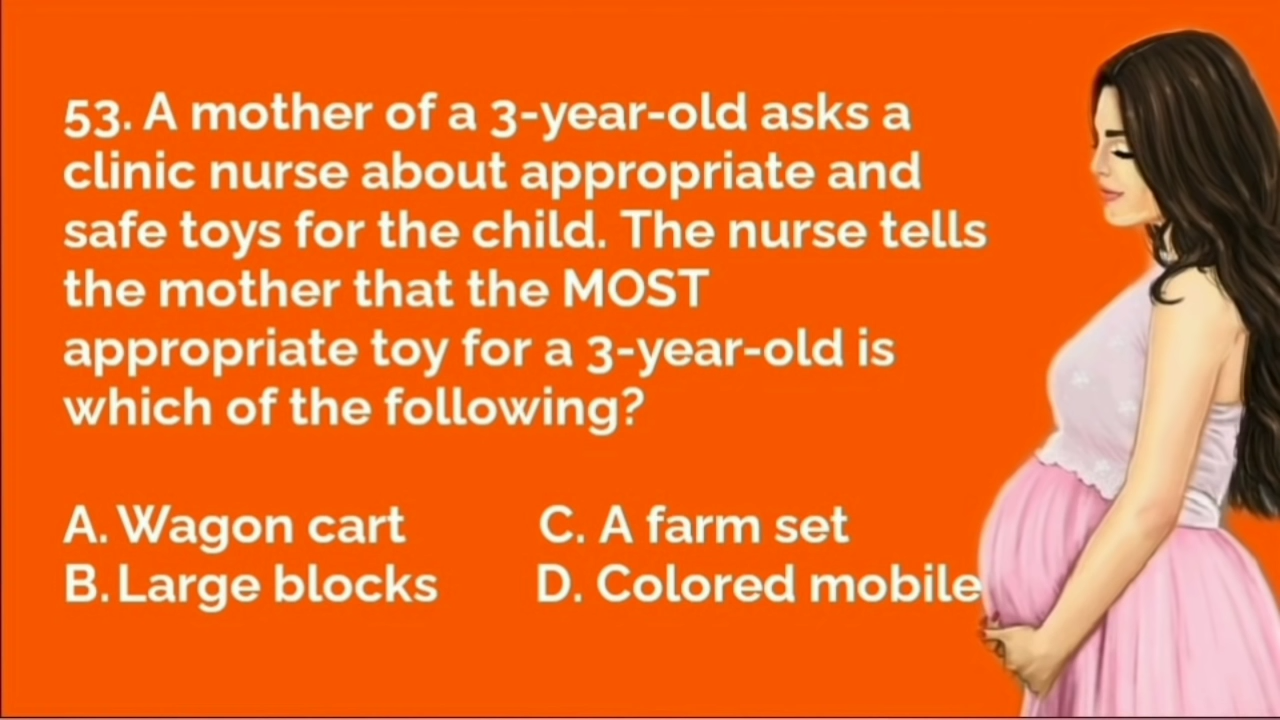 53. A mother of a 3-year-old asks a
clinic nurse about appropriate and
safe toys for the child. The nurse tells
the mother that the MOST
appropriate toy for a 3-year-old is
which of the following?
A. Wagon cart C. A farm set
B. Large blocks D. Colored mobile